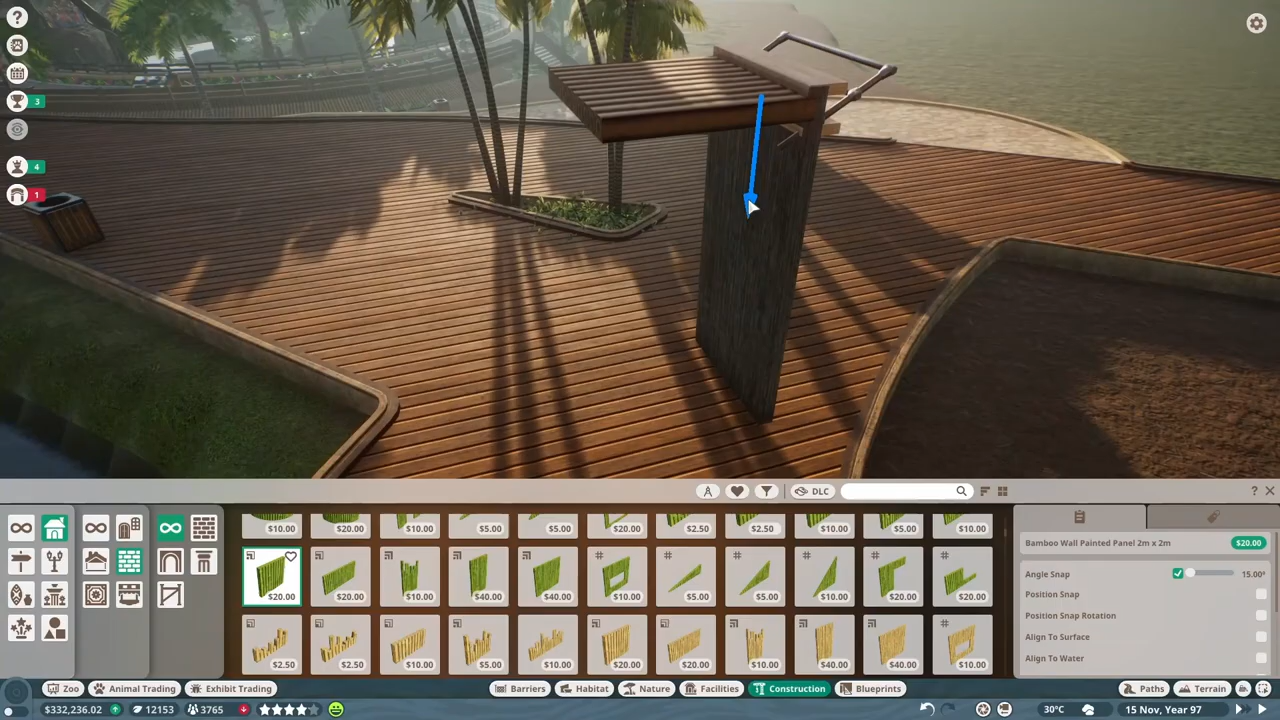 ?
3
4
1
DLC
? ×
$10.00 $20.00 $10.00 $5.00 $5.00 $20.00 $2.50 $2.50 $10.00 $5.00 $10.00
$20.00 $20.00 $10.00 $40.00 $40.00 $10.00 $5.00 $5.00 $10.00 $20.00 $20.00
$2.50 $2.50 $10.00 $5.00 $10.00 $20.00 $20.00 $10.00 $40.00 $40.00 $10.00
Bamboo Wall Painted Panel 2m x 2m $20.00
Angle Snap 15.00°
Position Snap
Position Snap Rotation
Align To Surface
Align To Water
Zoo Animal Trading Exhibit Trading Barriers Habitat Nature Facilities Construction Blueprints Paths Terrain
$332,236.02 12153 3765 30°C 15 Nov, Year 97